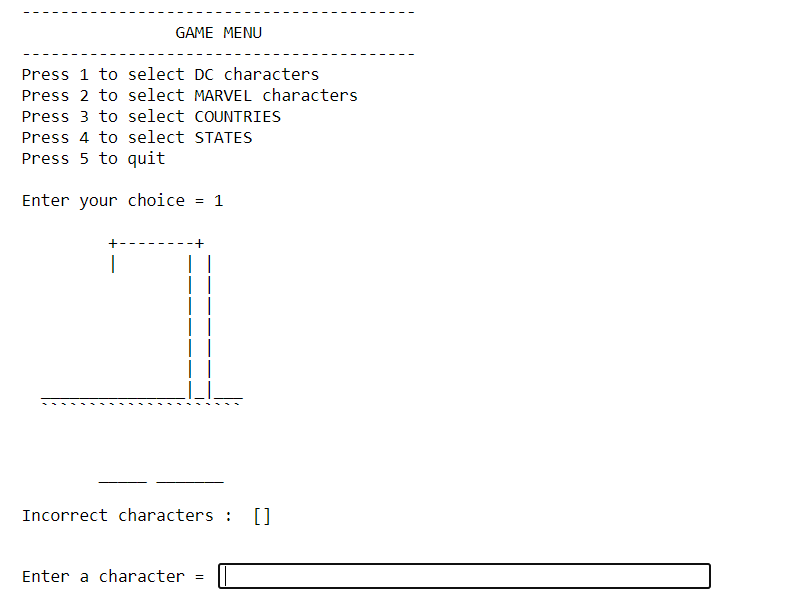 -----------------------------------------
                GAME MENU
-----------------------------------------
Press 1 to select DC characters
Press 2 to select MARVEL characters
Press 3 to select COUNTRIES
Press 4 to select STATES
Press 5 to quit
Enter your choice = 1
         +--------+
         |       | |
                 | |
                 | |
                 | |
                 | |
                 | |
  _______________|_|___
  `````````````````````
        _____ _______
Incorrect characters :  []
Enter a character =